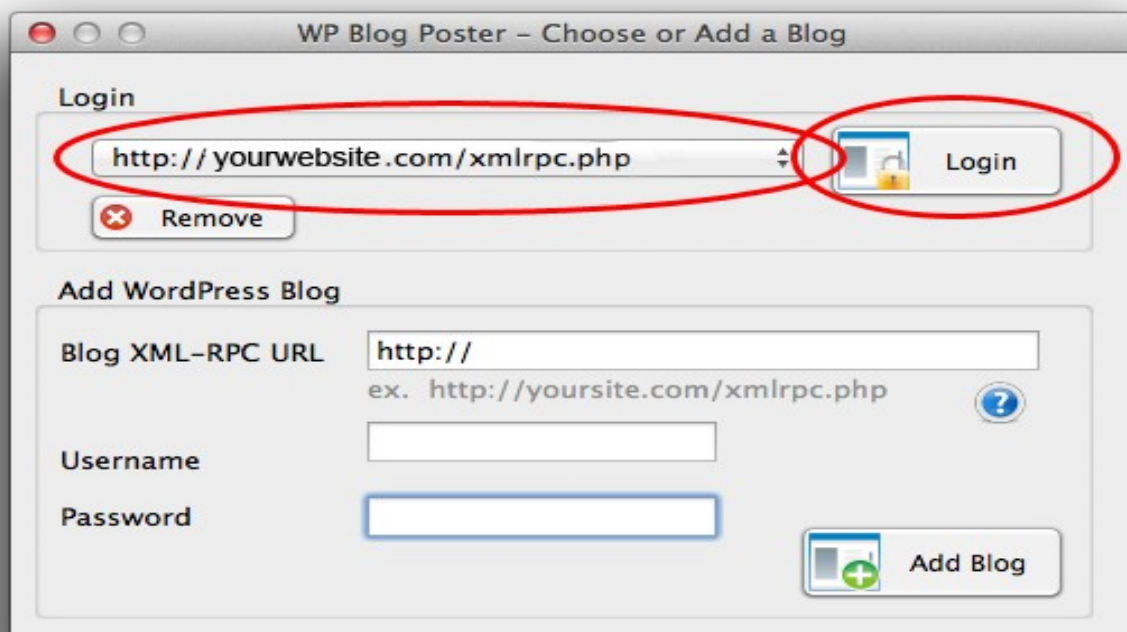 WP Blog Poster – Choose or Add a Blog
Login
http://yourwebsite.com/xmlrpc.php
Login
Remove
Add WordPress Blog
Blog XML-RPC URL http://
ex. http://yoursite.com/xmlrpc.php
?
Username
Password
Add Blog